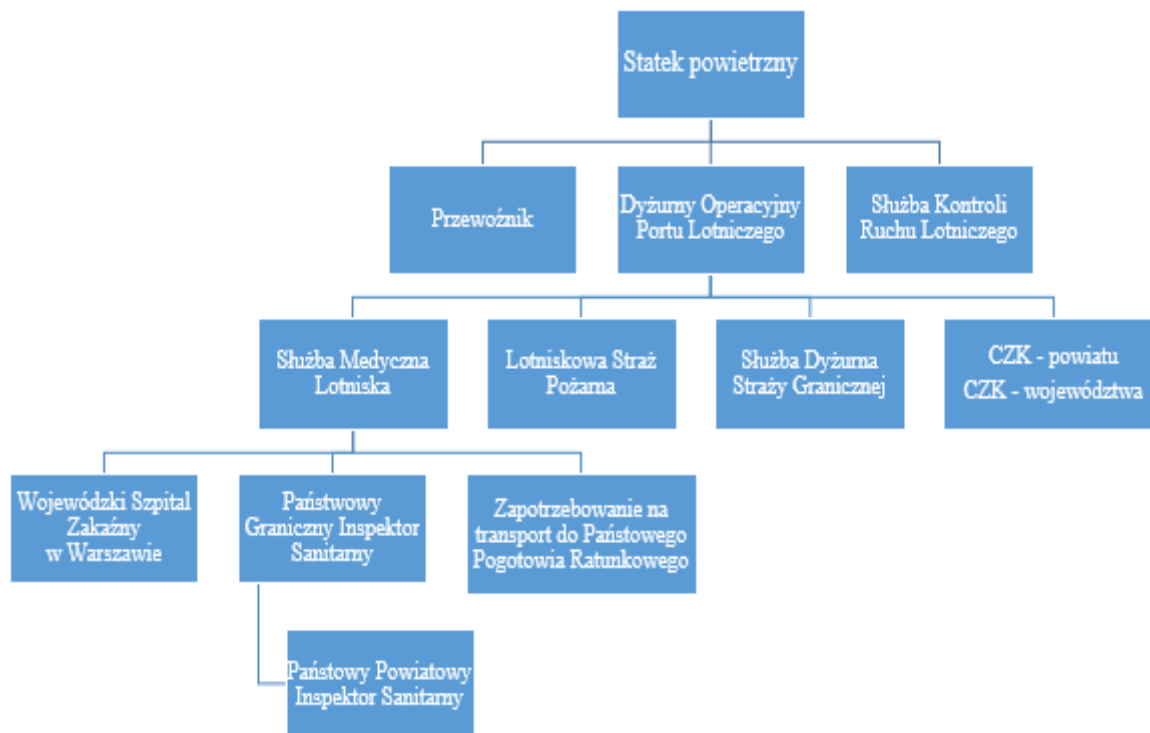 Statek powietrzny
Przewoźnik
Dyżurny Operacyjny
Portu Lotniczego
Służba Kontroli
Ruchu Lotniczego
Służba Medyczna
Lotniska
Lotniskowa Straż
Pożarna
Służba Dyżurna
Straży Granicznej
CZK - powiatu
CZK - województwa
Wojewódzki Szpital
Zakaźny
w Warszawie
Państwowy
Graniczny Inspektor
Sanitarny
Zapotrzebowanie na
transport do Państowego
Pogotowia Ratunkowego
Państowy Powiatowy
Inspektor Sanitarny